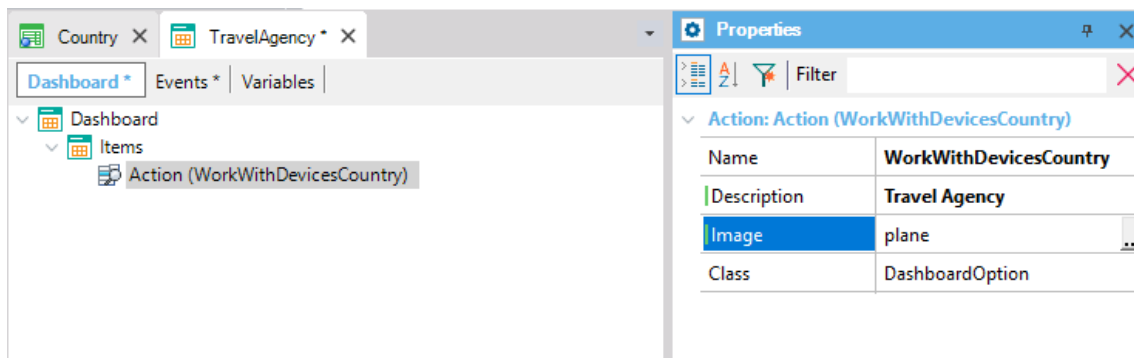 Country
TravelAgency *
Dashboard *
Events *
Variables
Dashboard
Items
Action (WorkWithDevicesCountry)
Properties
A
Z
Filter
Action: Action (WorkWithDevicesCountry)
Name WorkWithDevicesCountry
Description Travel Agency
Image plane
...
Class DashboardOption